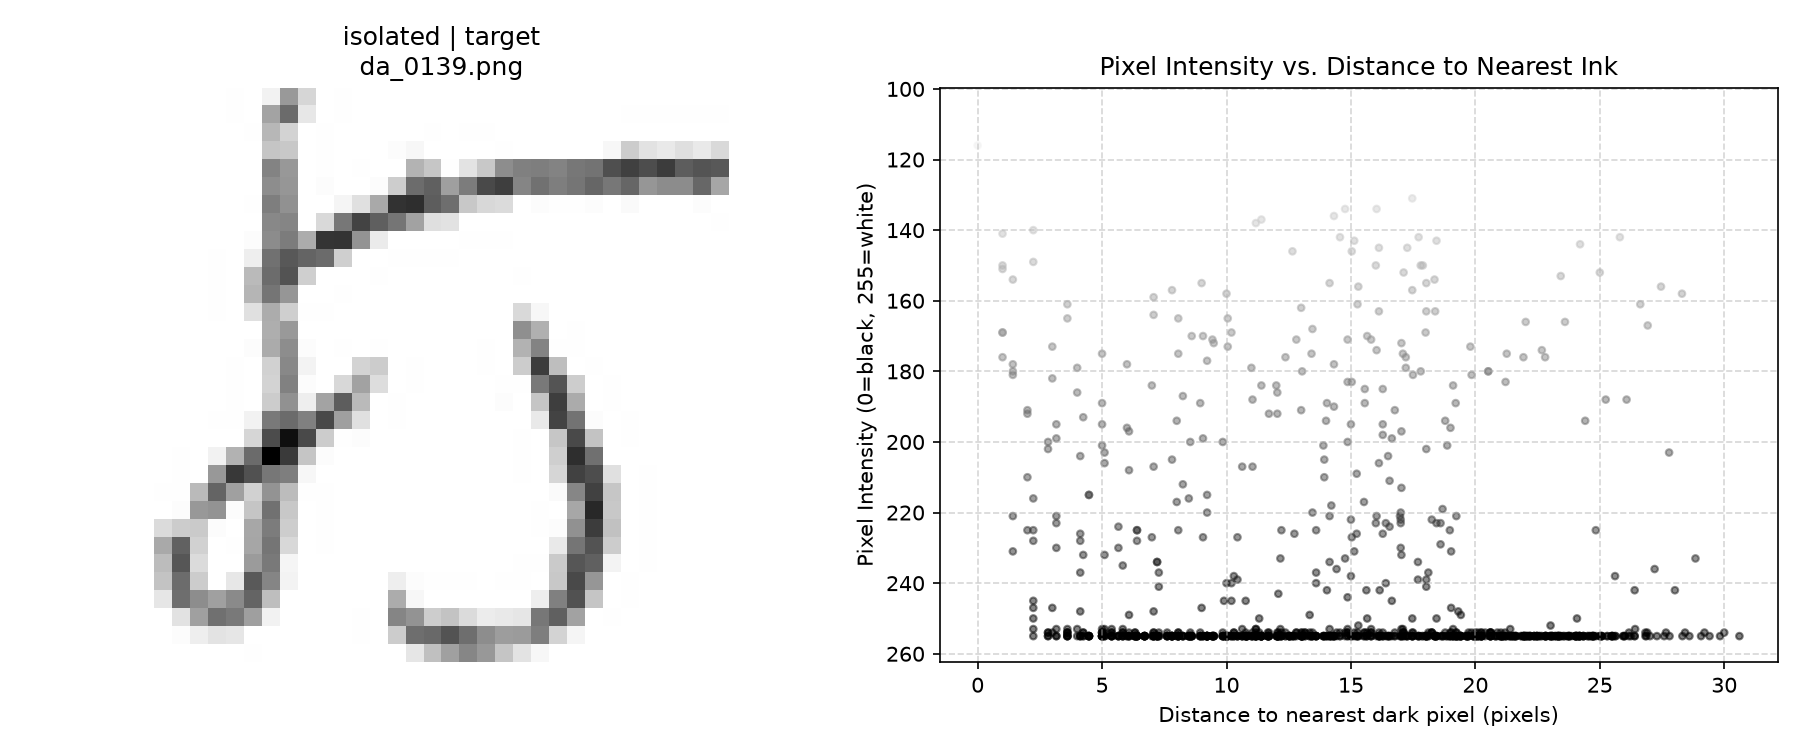 isolated | target
da_0139.png
Pixel Intensity vs. Distance to Nearest Ink
Pixel Intensity (0=black, 255=white)
100
120
140
160
180
200
220
240
260
0 5 10 15 20 25 30
Distance to nearest dark pixel (pixels)